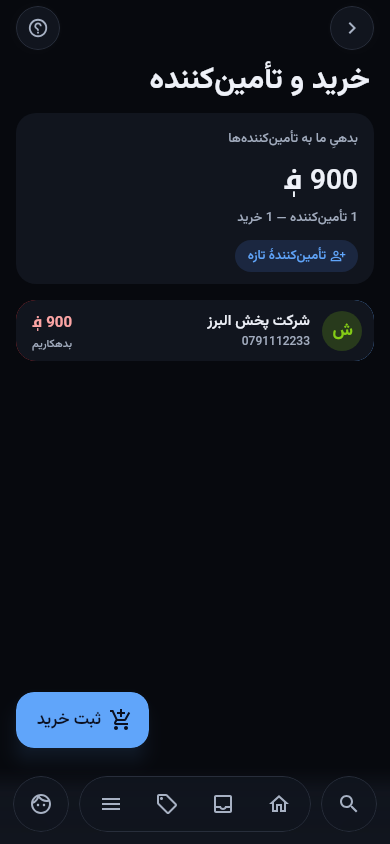 خرید و تأمین‌کننده
بدهیِ ما به تأمین‌کننده‌ها
900 ؋
1 تأمین‌کننده — 1 خرید
تأمین‌کنندهٔ تازه
ش
شرکت پخش البرز
900 ؋
0791112233
بدهکاریم
ثبت خرید